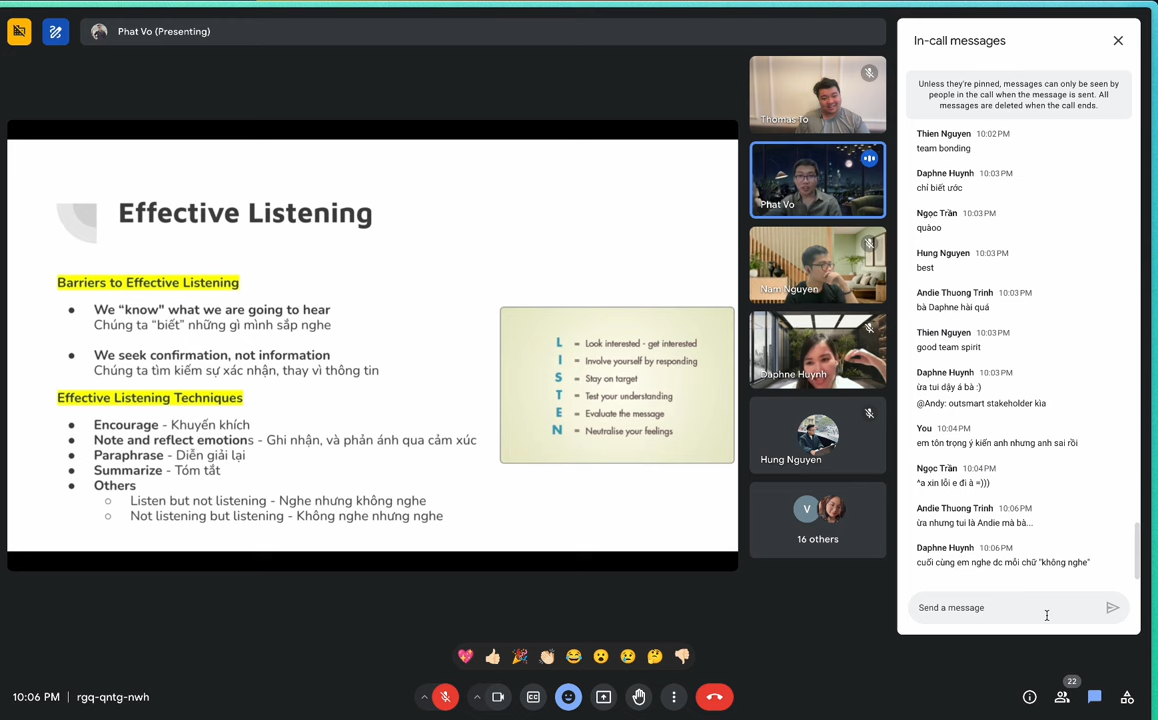 Phat Vo (Presenting)
Effective Listening
Barriers to Effective Listening
● We “know" what we are going to hear
Chúng ta “biết” những gì mình sắp nghe
● We seek confirmation, not information
Chúng ta tìm kiếm sự xác nhận, thay vì thông tin
Effective Listening Techniques
● Encourage - Khuyến khích
● Note and reflect emotions - Ghi nhận, và phản ánh qua cảm xúc
● Paraphrase - Diễn giải lại
● Summarize - Tóm tắt
● Others
○ Listen but not listening - Nghe nhưng không nghe
○ Not listening but listening - Không nghe nhưng nghe
L = Look interested - get interested
I = Involve yourself by responding
S = Stay on target
T = Test your understanding
E = Evaluate the message
N = Neutralise your feelings
Thomas To
Phat Vo
Nam Nguyen
Daphne Huynh
Hung Nguyen
V
16 others
In-call messages
Unless they're pinned, messages can only be seen by
people in the call when the message is sent. All
messages are deleted when the call ends.
Thien Nguyen 10:02 PM
team bonding
Daphne Huynh 10:03 PM
chỉ biết ước
Ngọc Trần 10:03 PM
quàoo
Hung Nguyen 10:03 PM
best
Andie Thuong Trinh 10:03 PM
bà Daphne hài quá
Thien Nguyen 10:03 PM
good team spirit
Daphne Huynh 10:03 PM
ừa tui dậy á bà :)
@Andy: outsmart stakeholder kìa
You 10:04 PM
em tôn trọng ý kiến anh nhưng anh sai rồi
Ngọc Trần 10:04 PM
^a xin lỗi e đi à =)))
Andie Thuong Trinh 10:06 PM
ừa nhưng tui là Andie mà bà...
Daphne Huynh 10:06 PM
cuối cùng em nghe dc mỗi chữ "không nghe"
Send a message
10:06 PM | rgq-qntg-nwh
22